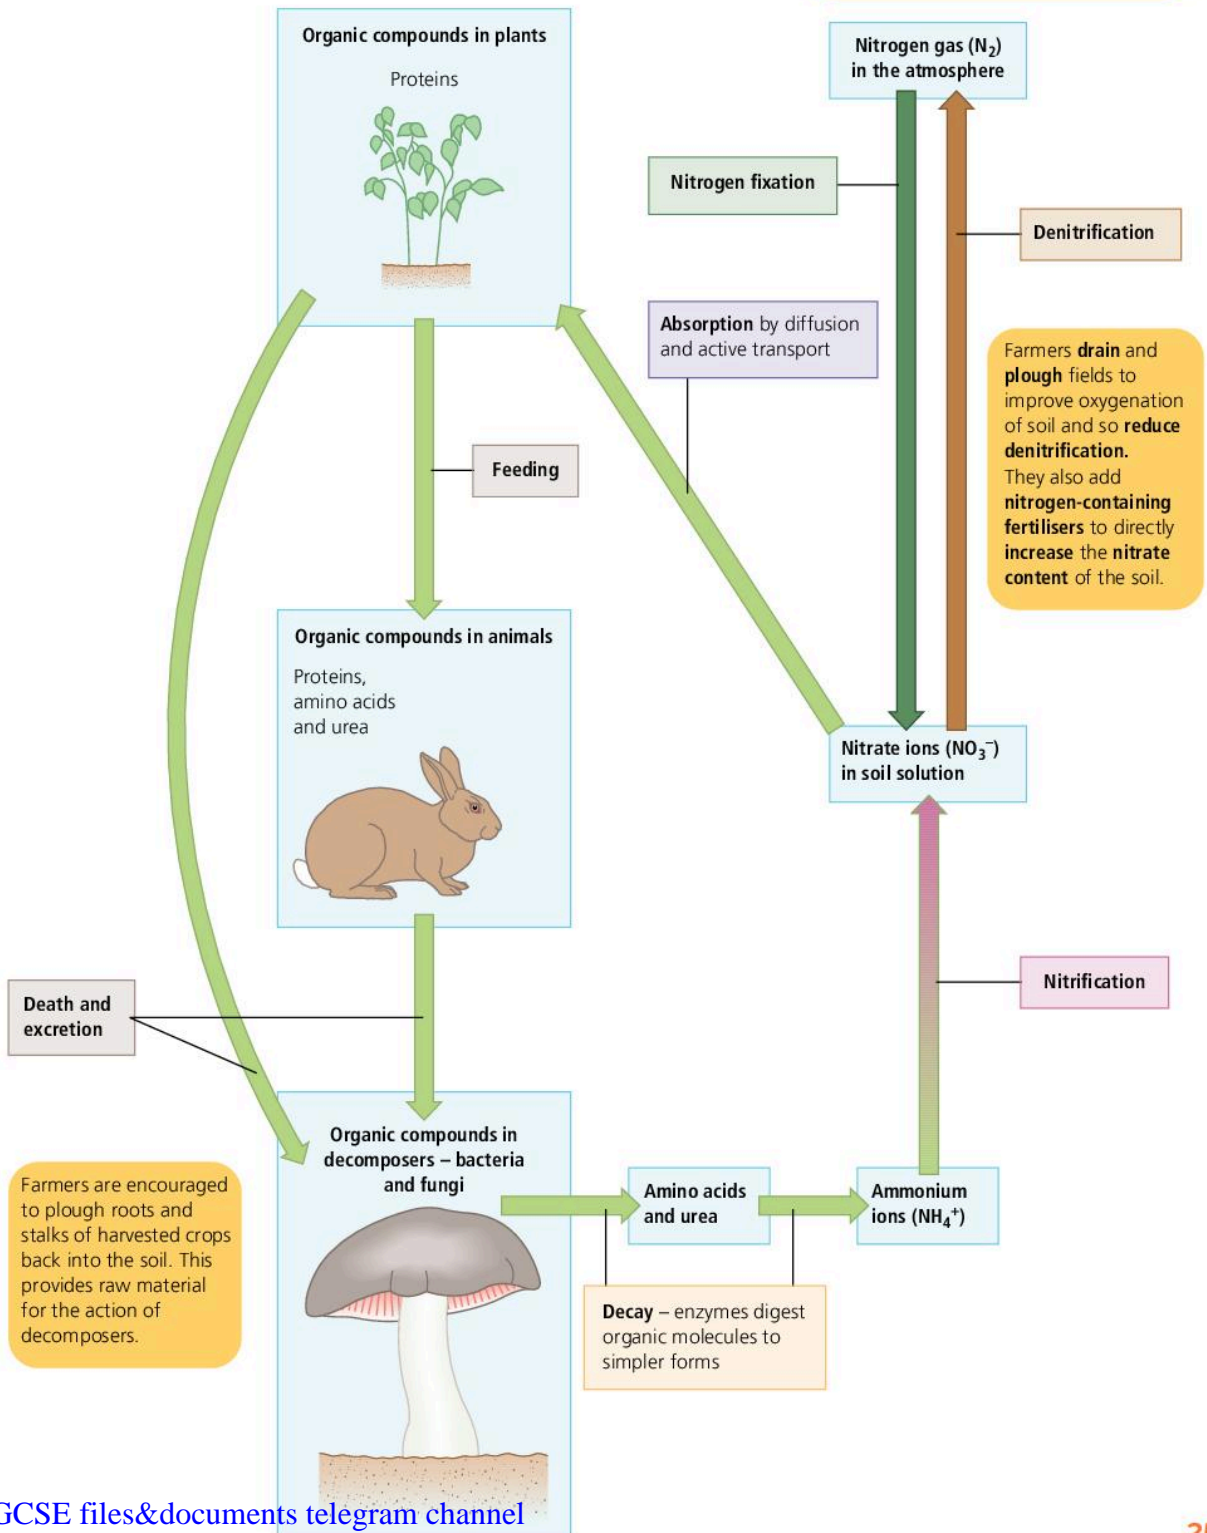 Organic compounds in plants
Proteins
Nitrogen gas (N₂)
in the atmosphere
Nitrogen fixation
Denitrification
Absorption by diffusion
and active transport
Farmers drain and
plough fields to
improve oxygenation
of soil and so reduce
denitrification.
They also add
nitrogen-containing
fertilisers to directly
increase the nitrate
content of the soil.
Feeding
Organic compounds in animals
Proteins,
amino acids
and urea
Nitrate ions (NO₃⁻)
in soil solution
Nitrification
Death and
excretion
Organic compounds in
decomposers – bacteria
and fungi
Farmers are encouraged
to plough roots and
stalks of harvested crops
back into the soil. This
provides raw material
for the action of
decomposers.
Amino acids
and urea
Ammonium
ions (NH₄⁺)
Decay – enzymes digest
organic molecules to
simpler forms
GCSE files&documents telegram channel